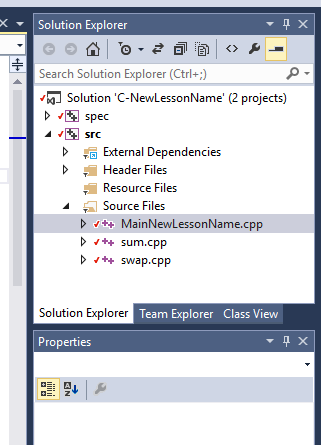 Solution Explorer
Search Solution Explorer (Ctrl+;)
Solution 'C-NewLessonName' (2 projects)
spec
src
External Dependencies
Header Files
Resource Files
Source Files
MainNewLessonName.cpp
sum.cpp
swap.cpp
Solution Explorer Team Explorer Class View
Properties